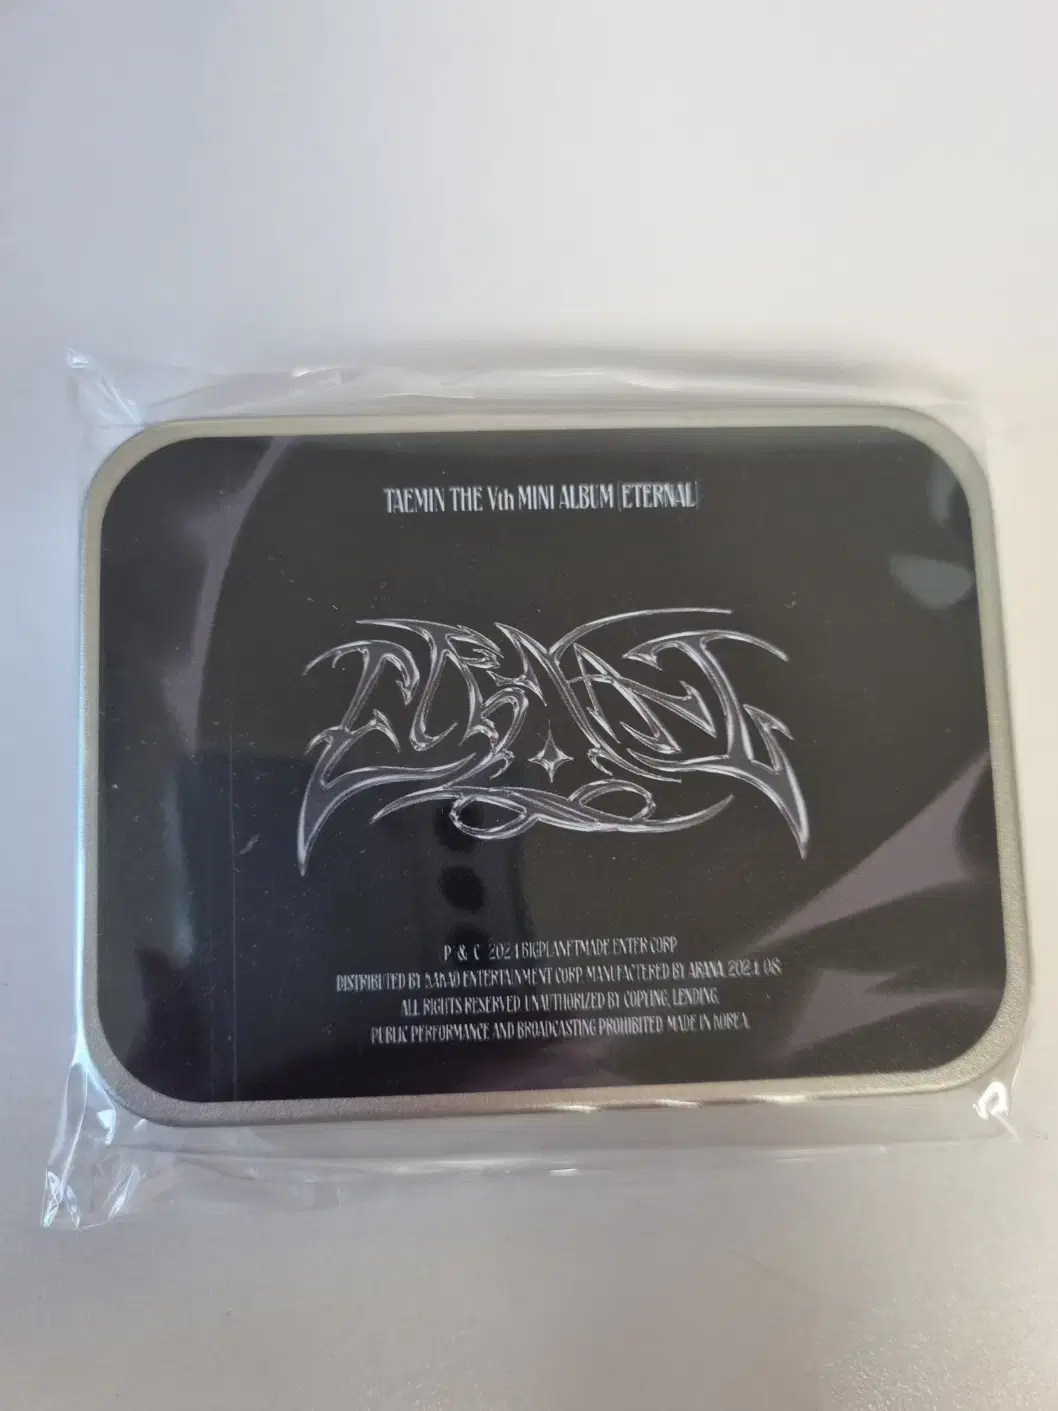 TAEMIN THE Vth MINI ALBUM [ETERNAL]
ETERNAL
P & C 2024 BIGPLANETMADE ENTER CORP
DISTRIBUTED BY KAKAO ENTERTAINMENT CORP. MANUFACTERED BY ARANA. 2024. 08
ALL RIGHTS RESERVED. UNAUTHORIZED BY COPYING, LENDING,
PUBLIC PERFORMANCE AND BROADCASTING PROHIBITED. MADE IN KOREA